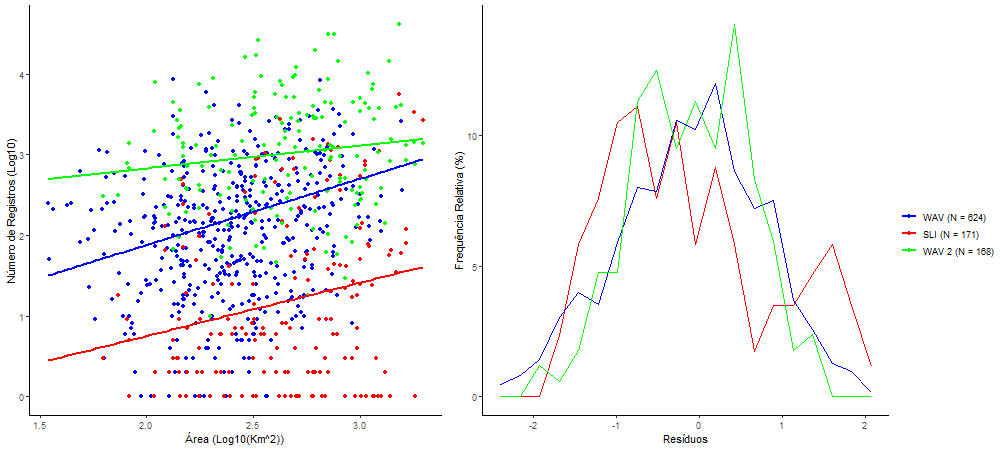 4
3
2
1
0
Número de Registros (Log10)
1.5 2.0 2.5 3.0
Área (Log10(Km^2))
10
5
0
Frequência Relativa (%)
-2 -1 0 1 2
Resíduos
WAV (N = 624)
SLI (N = 171)
WAV 2 (N = 168)